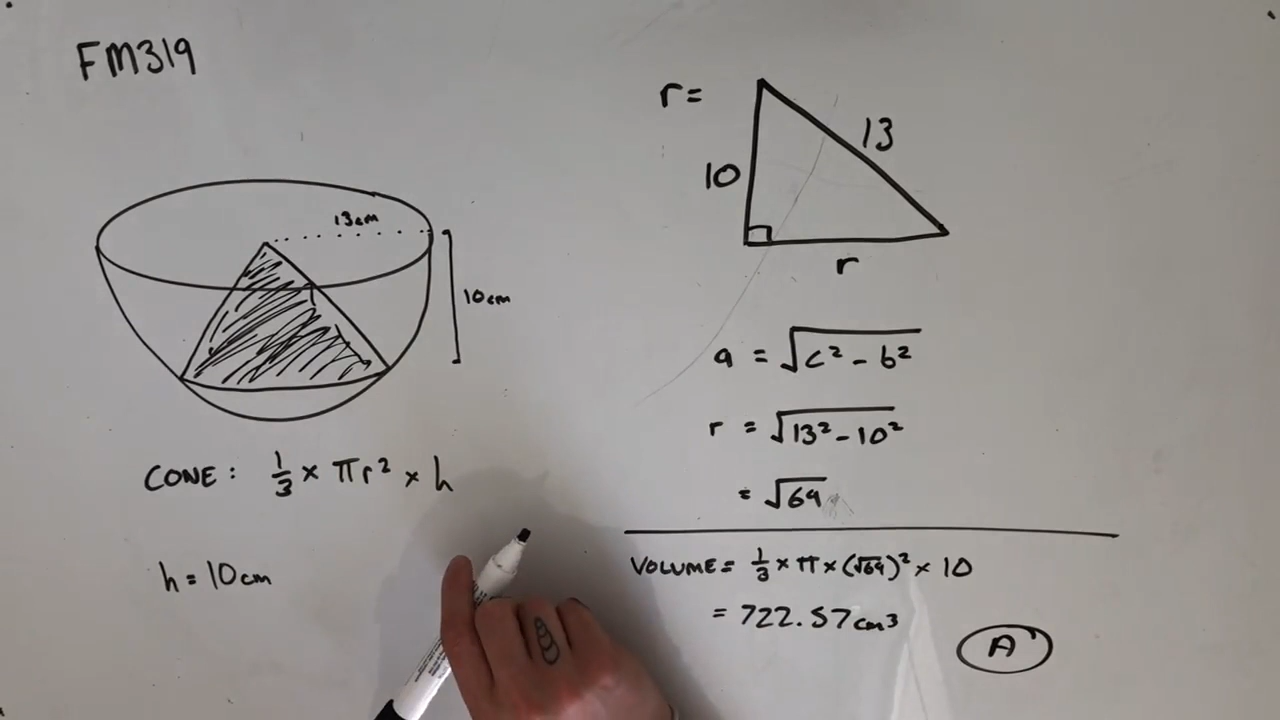 FM319
13cm
10cm
CONE: 1/3 × πr² × h
h = 10cm
r =
13
10
r
a = √c² - b²
r = √13² - 10²
= √69
VOLUME = 1/3 × π × (√69)² × 10
= 722.57cm³
A